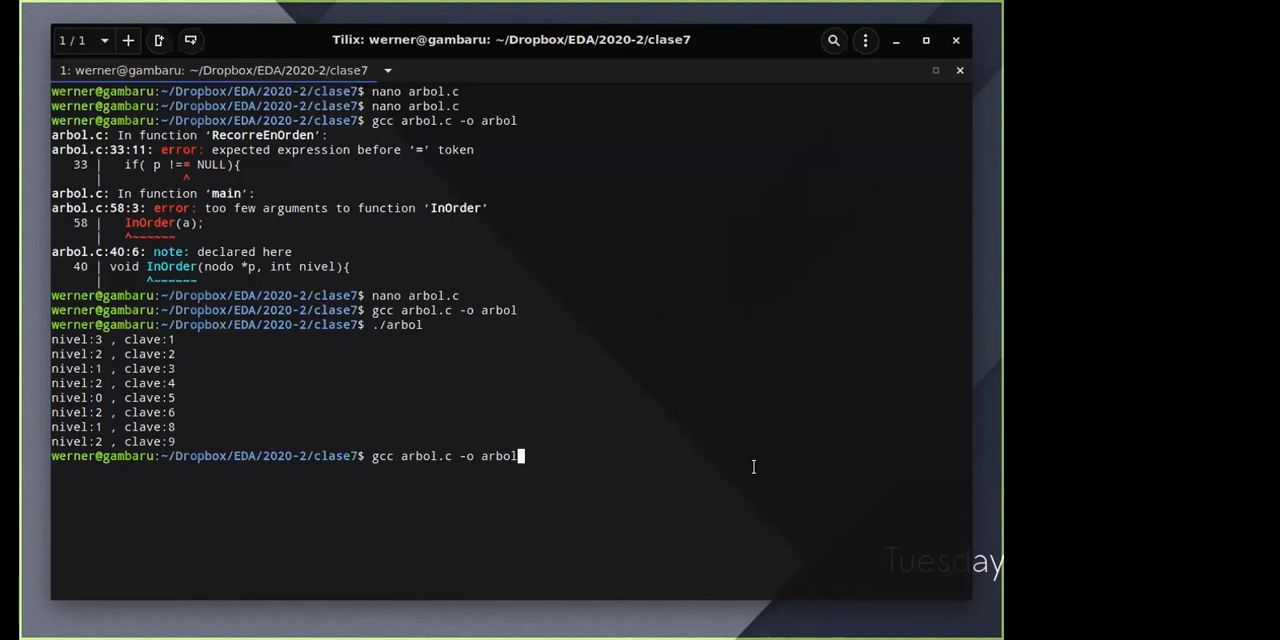 1 / 1
Tilix: werner@gambaru: ~/Dropbox/EDA/2020-2/clase7
1: werner@gambaru: ~/Dropbox/EDA/2020-2/clase7
werner@gambaru:~/Dropbox/EDA/2020-2/clase7$ nano arbol.c
werner@gambaru:~/Dropbox/EDA/2020-2/clase7$ nano arbol.c
werner@gambaru:~/Dropbox/EDA/2020-2/clase7$ gcc arbol.c -o arbol
arbol.c: In function ‘RecorreEnOrden’:
arbol.c:33:11: error: expected expression before ‘=’ token
33 |   if( p !== NULL){
|           ^
arbol.c: In function ‘main’:
arbol.c:58:3: error: too few arguments to function ‘InOrder’
58 |   InOrder(a);
|   ^~~~~~~
arbol.c:40:6: note: declared here
40 | void InOrder(nodo *p, int nivel){
|      ^~~~~~~
werner@gambaru:~/Dropbox/EDA/2020-2/clase7$ nano arbol.c
werner@gambaru:~/Dropbox/EDA/2020-2/clase7$ gcc arbol.c -o arbol
werner@gambaru:~/Dropbox/EDA/2020-2/clase7$ ./arbol
nivel:3 , clave:1
nivel:2 , clave:2
nivel:1 , clave:3
nivel:2 , clave:4
nivel:0 , clave:5
nivel:2 , clave:6
nivel:1 , clave:8
nivel:2 , clave:9
werner@gambaru:~/Dropbox/EDA/2020-2/clase7$ gcc arbol.c -o arbol
Tuesday